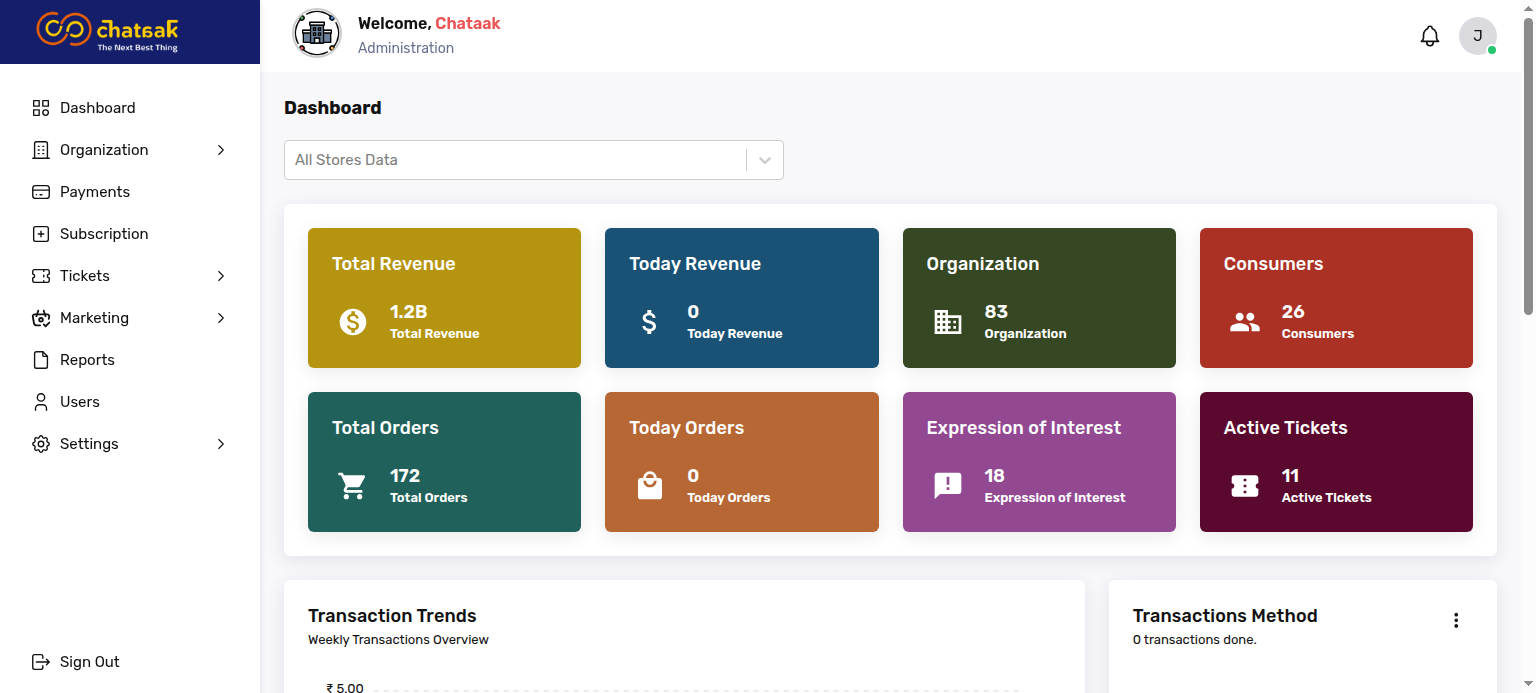 chataak
The Next Best Thing
Welcome, Chataak
Administration
J
Dashboard
Organization
Payments
Subscription
Tickets
Marketing
Reports
Users
Settings
Sign Out
Dashboard
All Stores Data
Total Revenue
1.2B
Total Revenue
Today Revenue
0
Today Revenue
Organization
83
Organization
Consumers
26
Consumers
Total Orders
172
Total Orders
Today Orders
0
Today Orders
Expression of Interest
18
Expression of Interest
Active Tickets
11
Active Tickets
Transaction Trends
Weekly Transactions Overview
₹ 5.00
Transactions Method
0 transactions done.